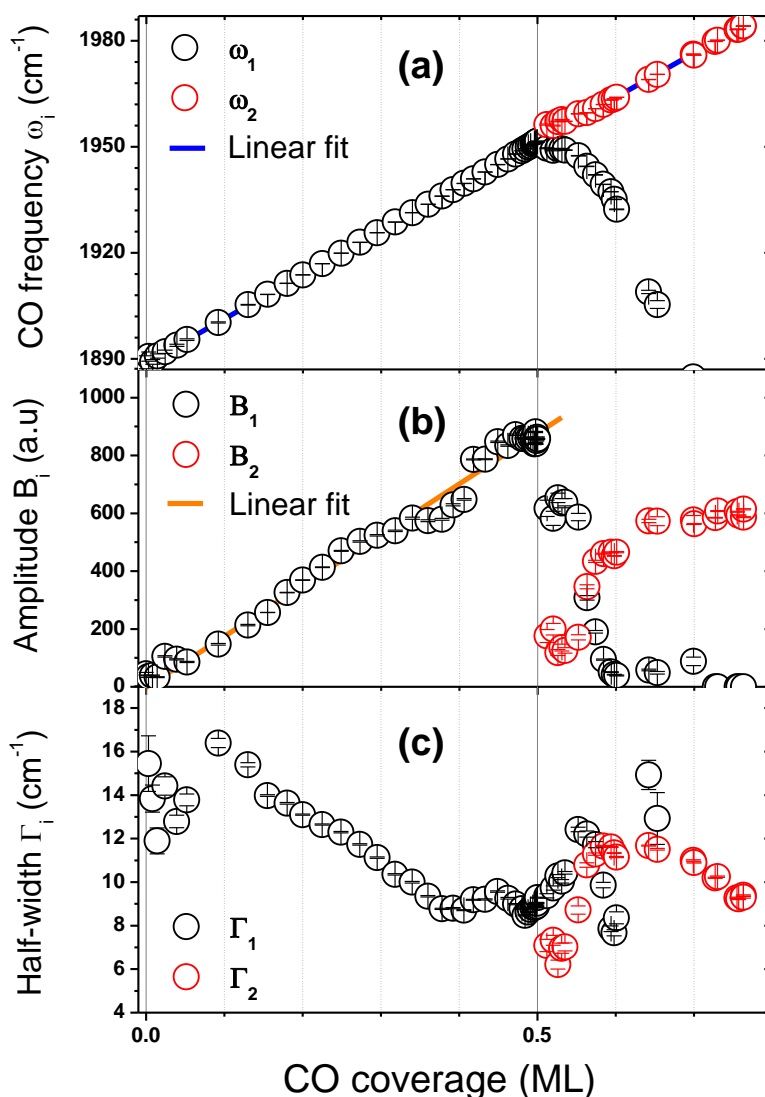 (a)
ω1
ω2
Linear fit
CO frequency ωi (cm-1)
1980
1950
1920
1890
(b)
B1
B2
Linear fit
Amplitude Bi (a.u)
1000
800
600
400
200
0
(c)
Γ1
Γ2
Half-width Γi (cm-1)
18
16
14
12
10
8
6
4
0.0
0.5
CO coverage (ML)